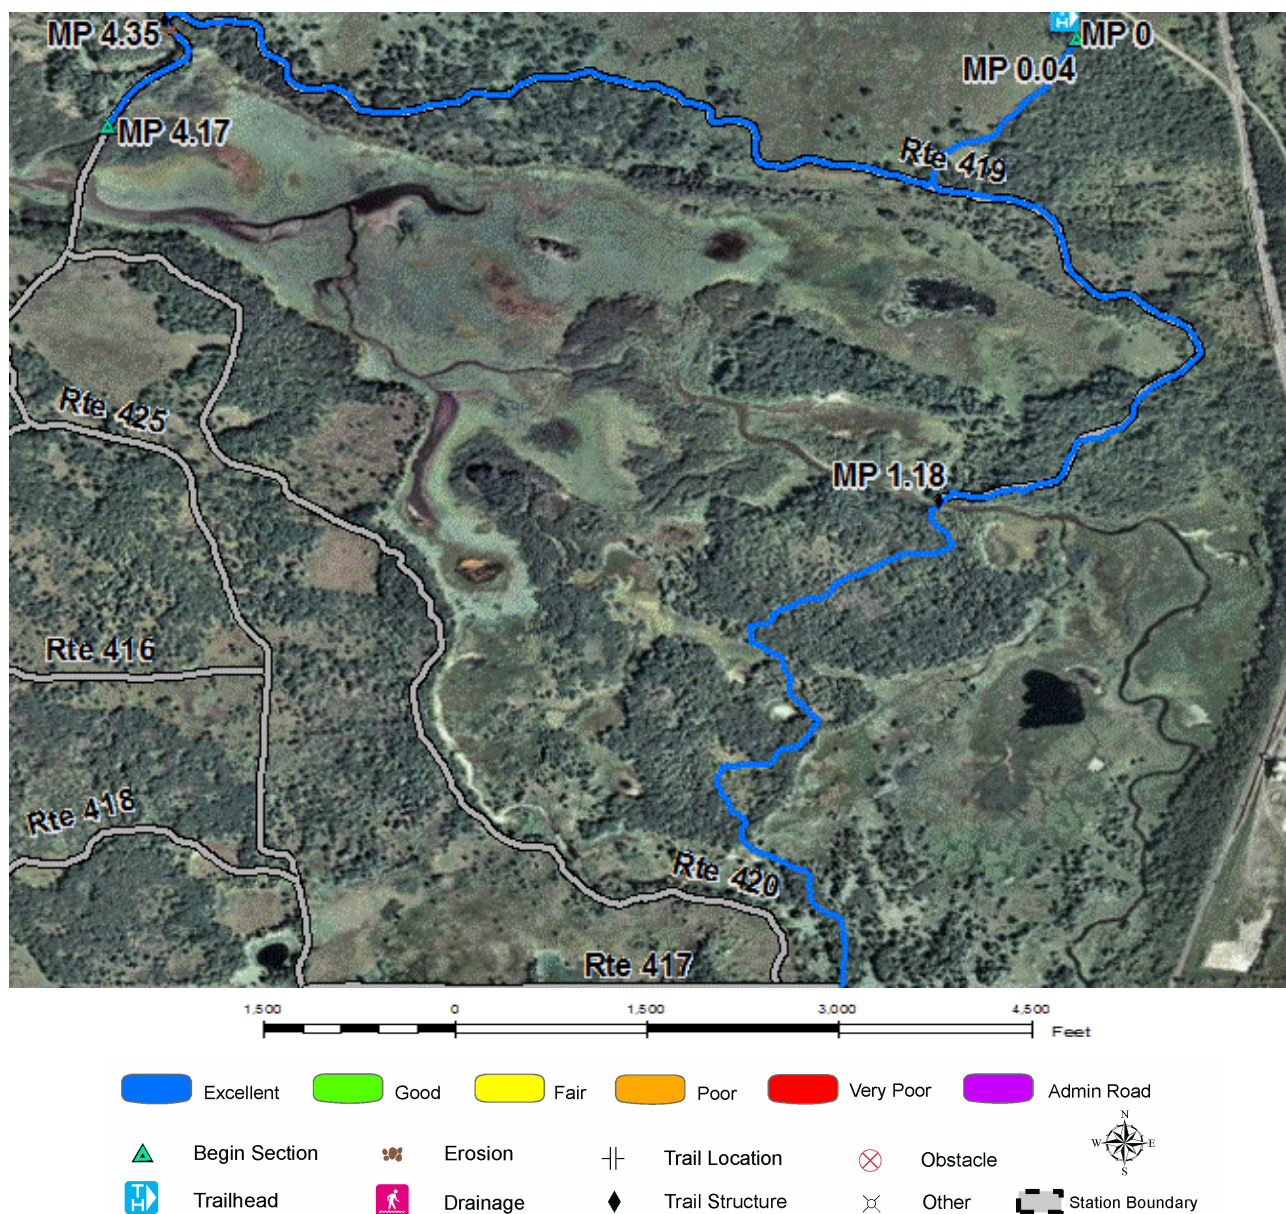 MP 4.35
MP 0
MP 0.04
MP 4.17
Rte 419
Rte 425
MP 1.18
Rte 416
Rte 418
Rte 420
Rte 417
1,500 0 1,500 3,000 4,500
Feet
Excellent Good Fair Poor Very Poor Admin Road
N
W E
S
Begin Section Erosion Trail Location Obstacle
TH Trailhead Drainage Trail Structure Other Station Boundary